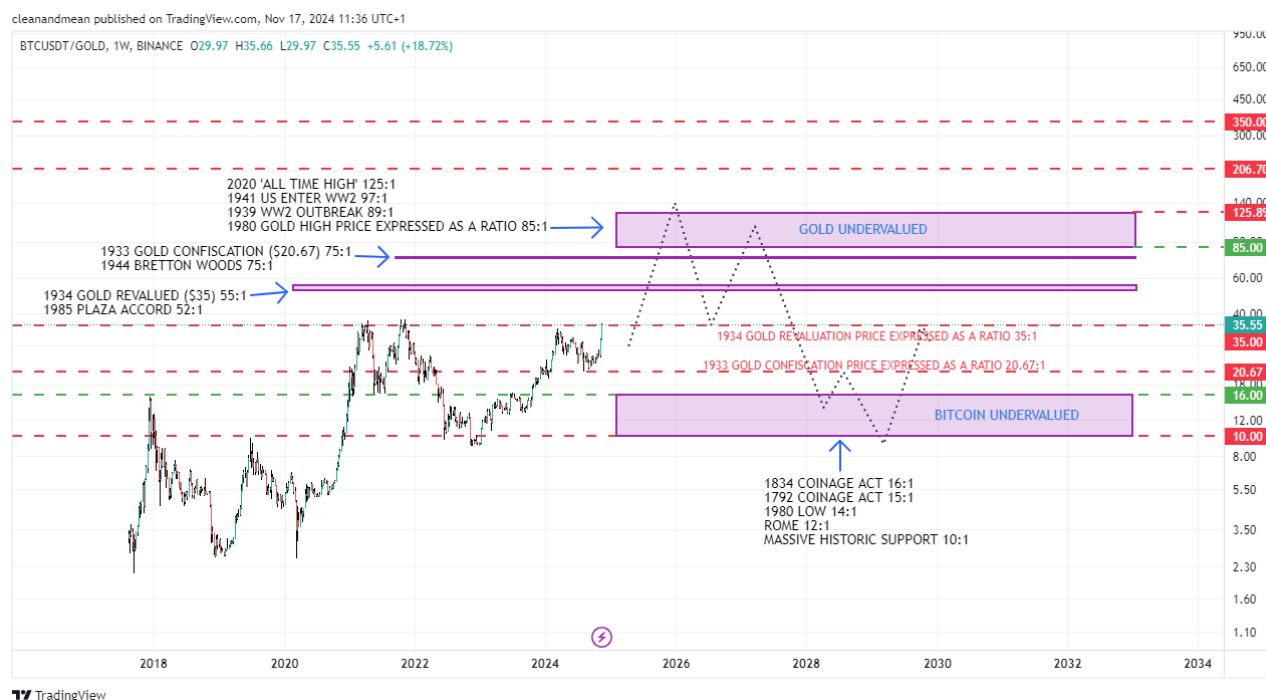 cleanandmean published on TradingView.com, Nov 17, 2024 11:36 UTC+1
BTCUSDT/GOLD, 1W, BINANCE O29.97 H35.66 L29.97 C35.55 +5.61 (+18.72%)
950.00
650.00
450.00
350.00
300.00
206.70
2020 'ALL TIME HIGH' 125:1
1941 US ENTER WW2 97:1
1939 WW2 OUTBREAK 89:1
1980 GOLD HIGH PRICE EXPRESSED AS A RATIO 85:1
140.00
125.89
GOLD UNDERVALUED
85.00
1933 GOLD CONFISCATION ($20.67) 75:1
1944 BRETTON WOODS 75:1
60.00
1934 GOLD REVALUED ($35) 55:1
1985 PLAZA ACCORD 52:1
40.00
35.55
1934 GOLD REVALUATION PRICE EXPRESSED AS A RATIO 35:1
35.00
1933 GOLD CONFISCATION PRICE EXPRESSED AS A RATIO 20.67:1
20.67
18.00
16.00
BITCOIN UNDERVALUED
12.00
10.00
8.00
1834 COINAGE ACT 16:1
1792 COINAGE ACT 15:1
1980 LOW 14:1
ROME 12:1
MASSIVE HISTORIC SUPPORT 10:1
5.50
3.50
2.30
1.60
1.10
2018 2020 2022 2024 2026 2028 2030 2032 2034
TradingView